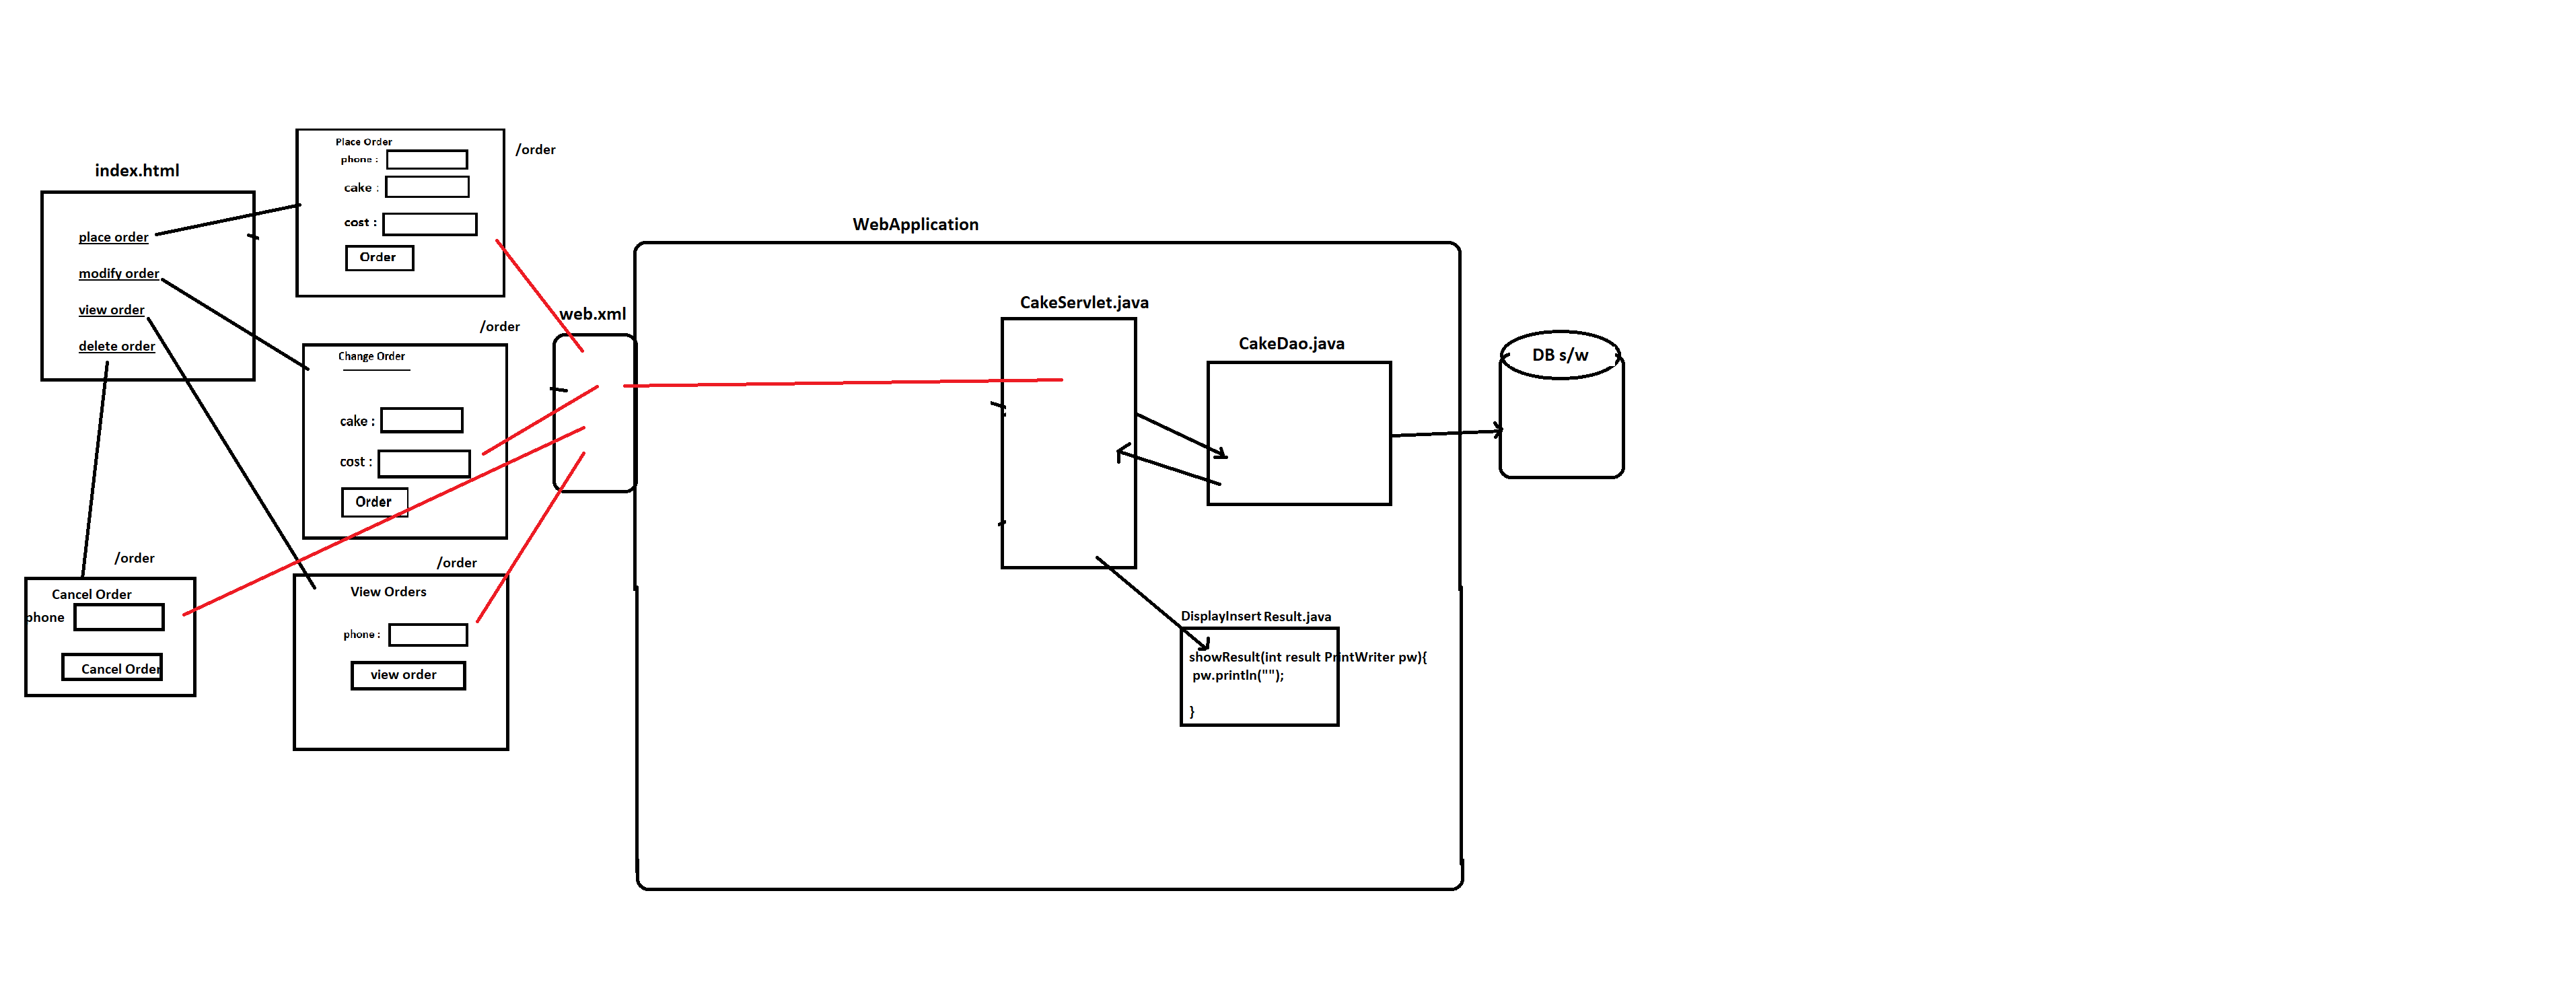 index.html
place order
modify order
view order
delete order
Place Order
phone :
cake :
cost :
Order
/order
/order
Change Order
cake :
cost :
Order
/order
Cancel Order
phone
Cancel Order
/order
View Orders
phone :
view order
web.xml
WebApplication
CakeServlet.java
CakeDao.java
DB s/w
DisplayInsert Result.java
showResult(int result PrintWriter pw){
pw.println("");
}